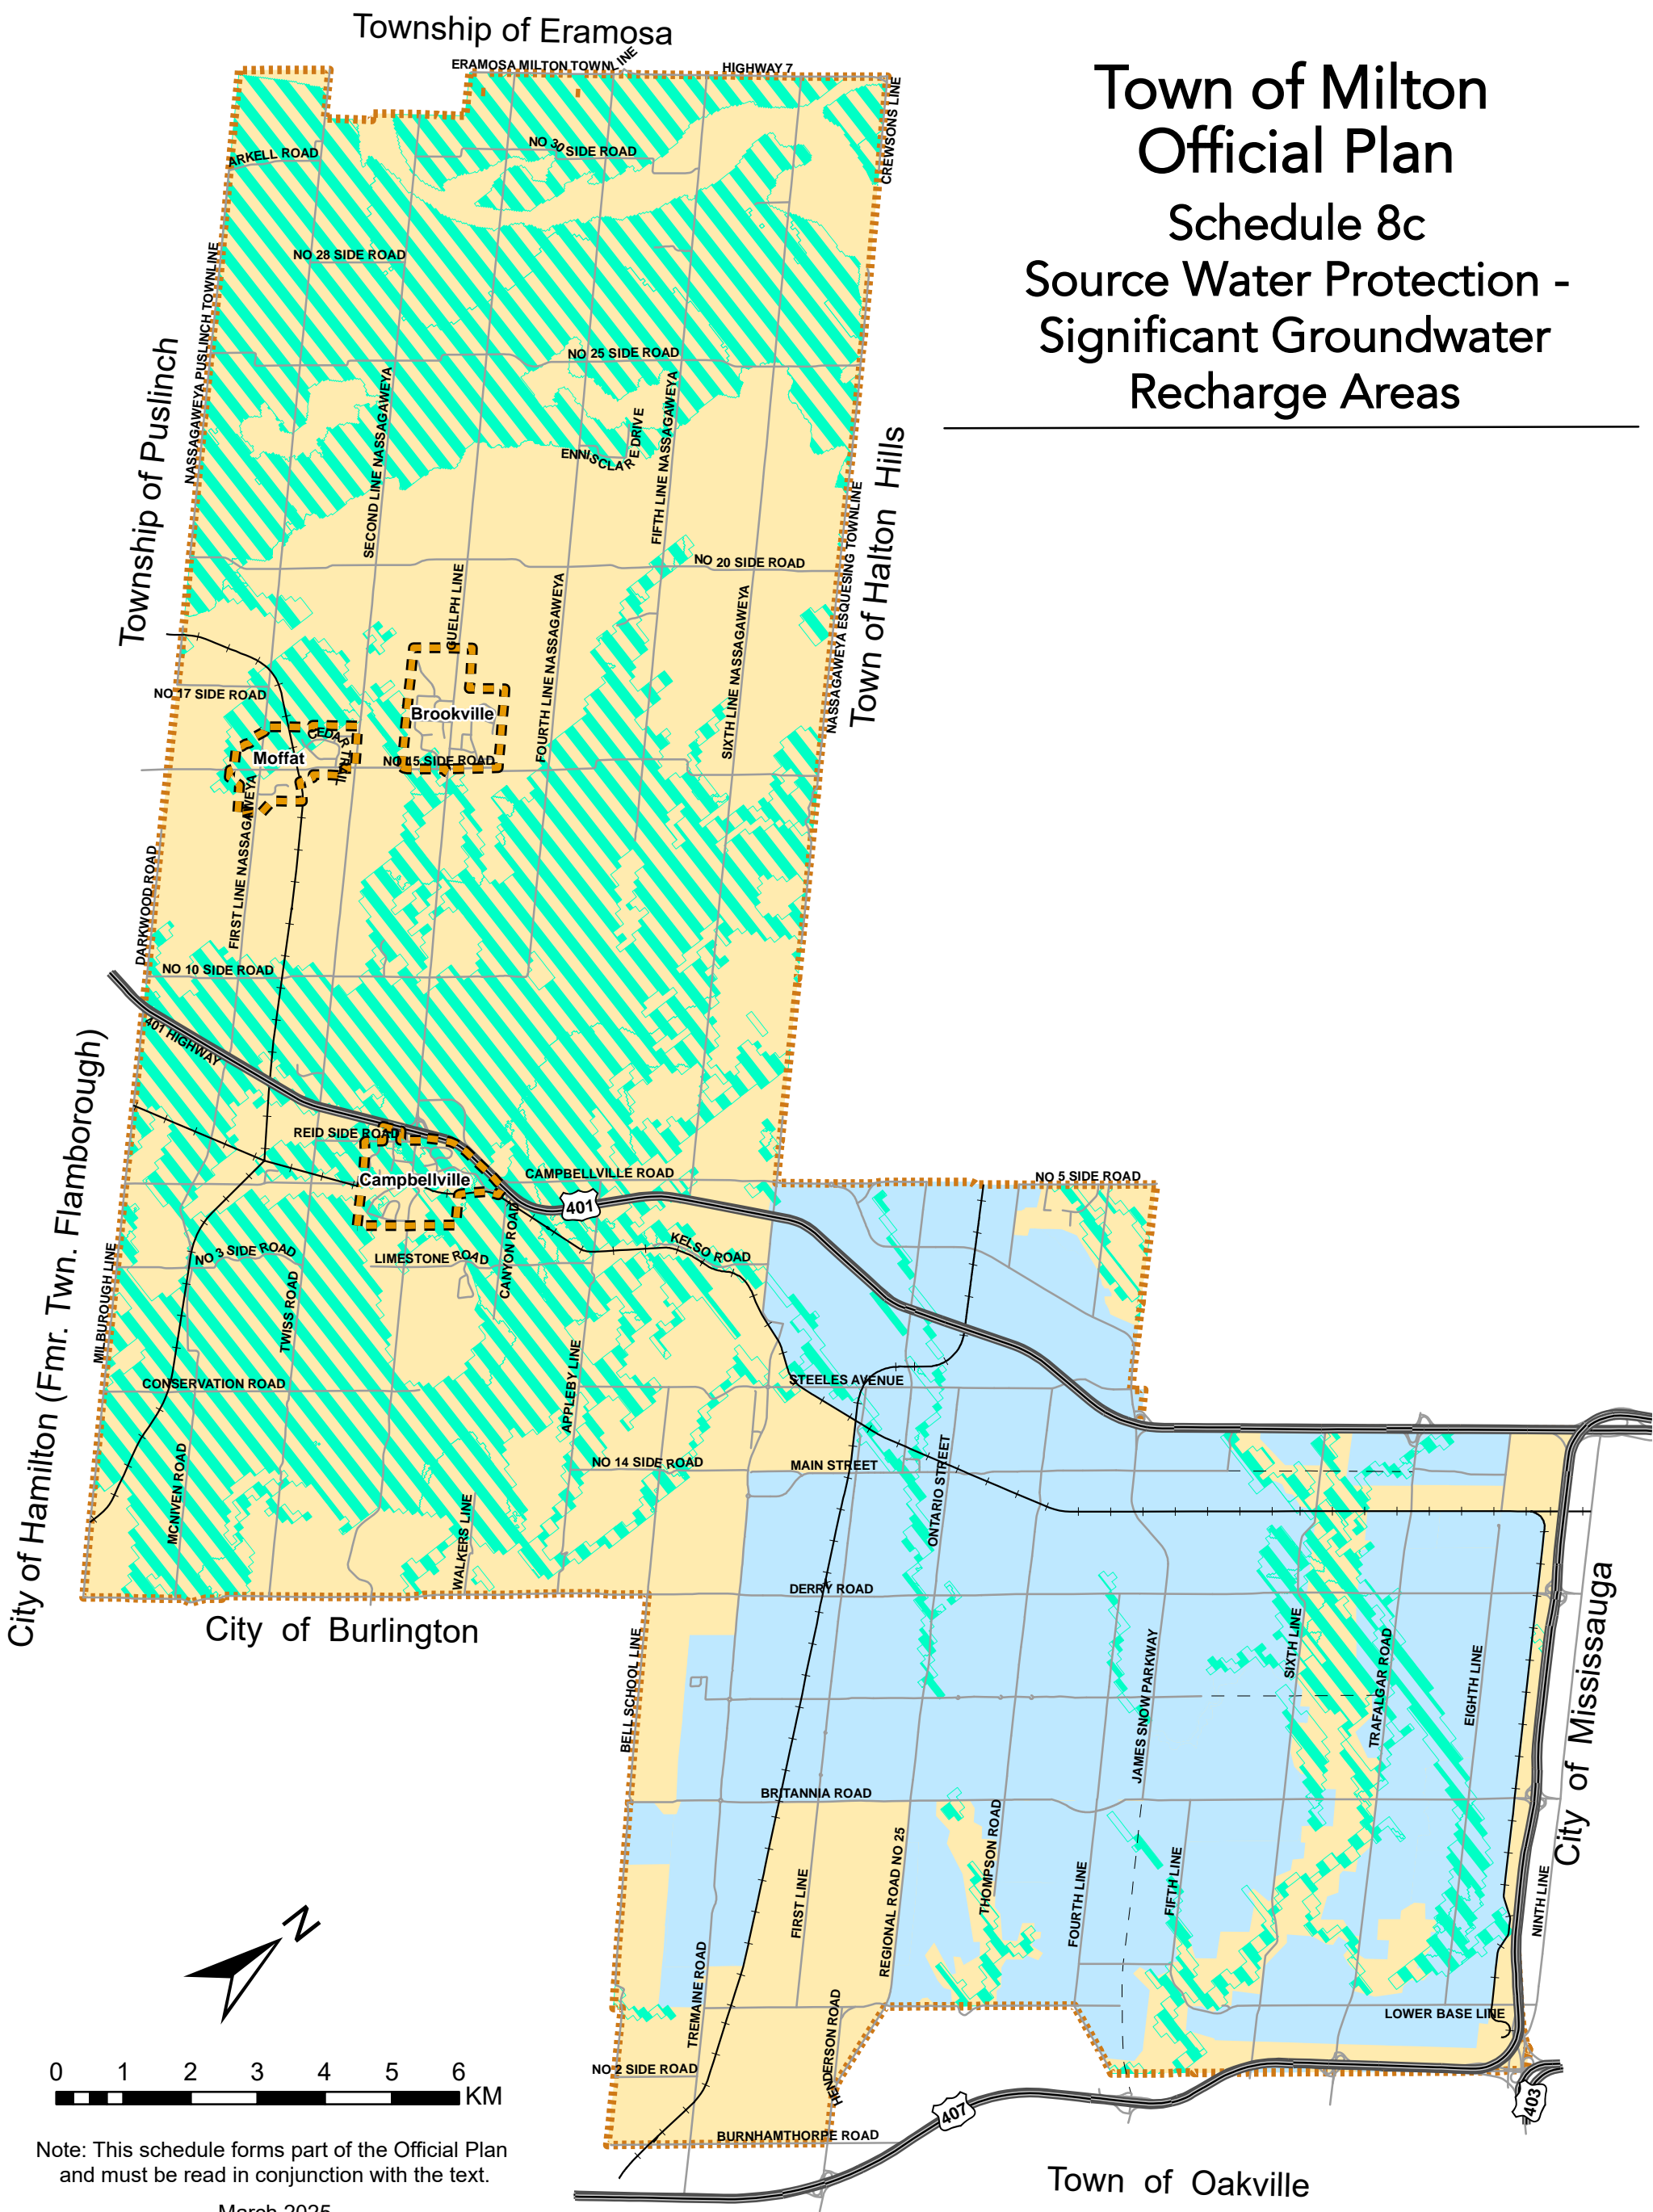 Township of Eramosa
ERAMOSA MILTON TOWNLINE
HIGHWAY 7
CREWSONS LINE
Town of Milton
Official Plan
Schedule 8c
Source Water Protection -
Significant Groundwater
Recharge Areas
NO 30 SIDE ROAD
ARKELL ROAD
NO 28 SIDE ROAD
NASSAGAWEYA PUSLINCH TOWNLINE
Township of Puslinch
NO 25 SIDE ROAD
SECOND LINE NASSAGAWEYA
ENNISCLARE DRIVE
FIFTH LINE NASSAGAWEYA
Town of Halton Hills
NASSAGAWEYA ESQUESING TOWNLINE
NO 20 SIDE ROAD
GUELPH LINE
FOURTH LINE NASSAGAWEYA
SIXTH LINE NASSAGAWEYA
NO 17 SIDE ROAD
Brookville
CEDAR TRAIL
Moffat
NO 15 SIDE ROAD
FIRST LINE NASSAGAWEYA
DARKWOOD ROAD
NO 10 SIDE ROAD
401 HIGHWAY
City of Hamilton (Fmr. Twn. Flamborough)
REID SIDE ROAD
Campbellville
CAMPBELLVILLE ROAD
NO 5 SIDE ROAD
401
KELSO ROAD
NO 3 SIDE ROAD
LIMESTONE ROAD
CANYON ROAD
MILBUROUGH LINE
TWISS ROAD
CONSERVATION ROAD
APPLEBY LINE
STEELES AVENUE
NO 14 SIDE ROAD
MAIN STREET
ONTARIO STREET
MCNIVEN ROAD
WALKERS LINE
DERRY ROAD
City of Burlington
BELL SCHOOL LINE
JAMES SNOW PARKWAY
SIXTH LINE
TRAFALGAR ROAD
EIGHTH LINE
City of Mississauga
BRITANNIA ROAD
FIRST LINE
REGIONAL ROAD NO 25
THOMPSON ROAD
FOURTH LINE
FIFTH LINE
NINTH LINE
N
TREMAINE ROAD
HENDERSON ROAD
LOWER BASE LINE
NO 2 SIDE ROAD
407
403
BURNHAMTHORPE ROAD
Town of Oakville
0 1 2 3 4 5 6
KM
Note: This schedule forms part of the Official Plan
and must be read in conjunction with the text.
March 2025